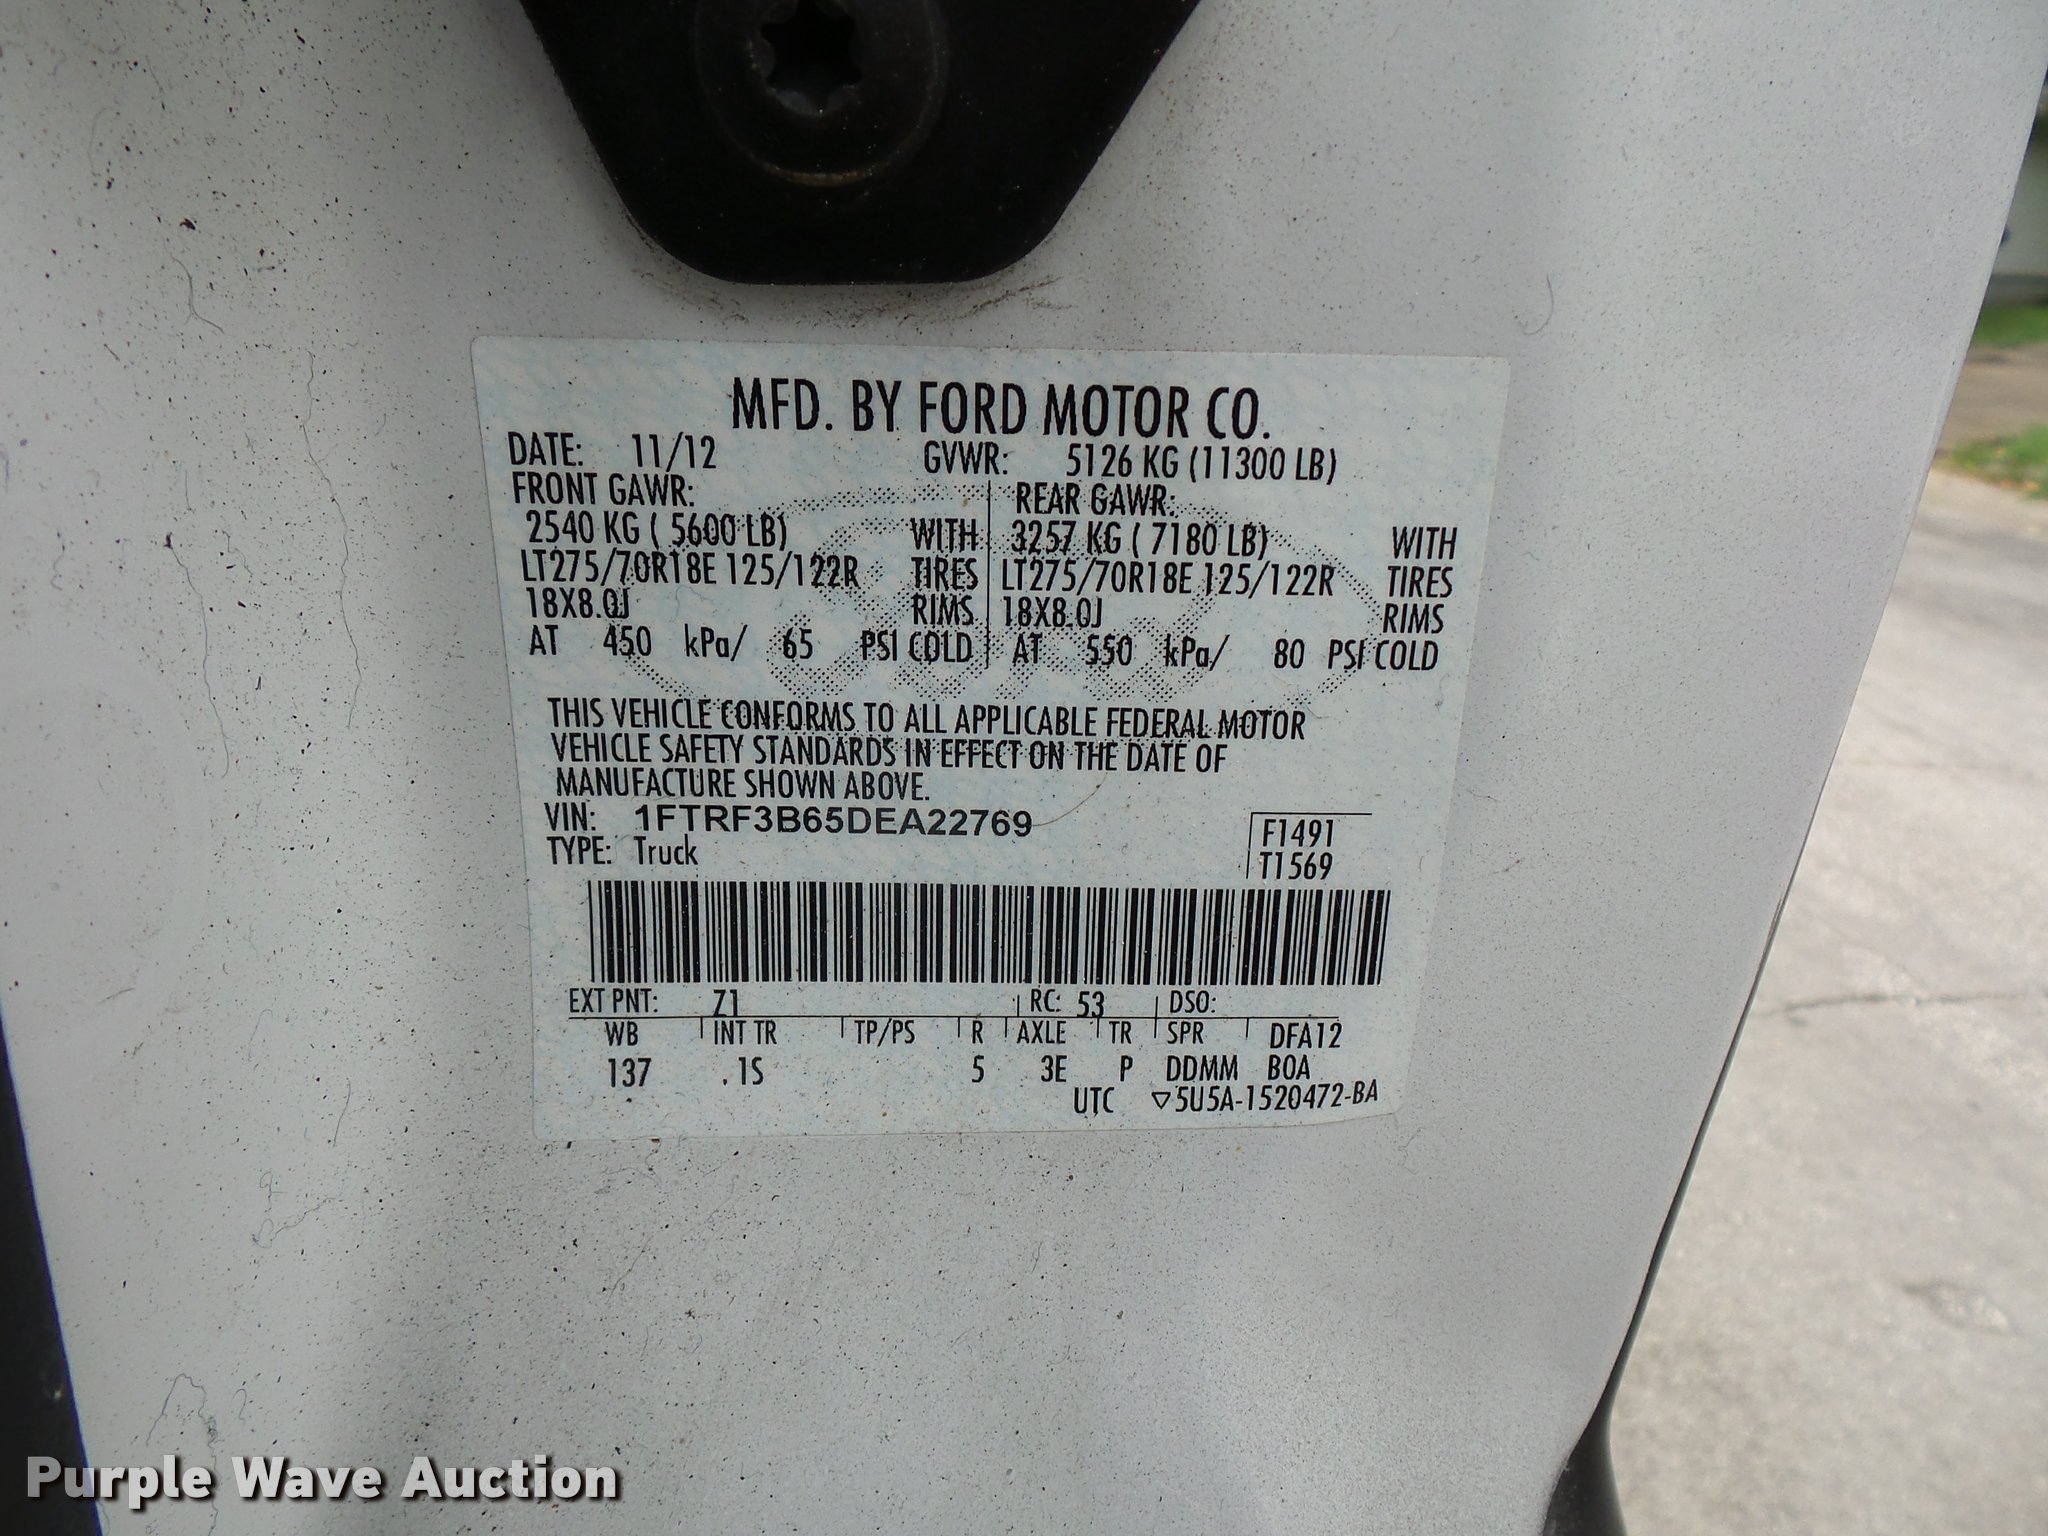 MFD. BY FORD MOTOR CO.
DATE: 11/12 GVWR: 5126 KG (11300 LB)
FRONT GAWR: REAR GAWR:
2540 KG ( 5600 LB) WITH 3257 KG ( 7180 LB) WITH
LT275/70R18E 125/122R TIRES LT275/70R18E 125/122R TIRES
18X8.0J RIMS 18X8.0J RIMS
AT 450 kPa/ 65 PSI COLD AT 550 kPa/ 80 PSI COLD
THIS VEHICLE CONFORMS TO ALL APPLICABLE FEDERAL MOTOR
VEHICLE SAFETY STANDARDS IN EFFECT ON THE DATE OF
MANUFACTURE SHOWN ABOVE.
VIN: 1FTRF3B65DEA22769
F1491
TYPE: Truck
T1569
EXT PNT: Z1 RC: 53 DSO:
WB INT TR TP/PS R AXLE TR SPR DFA12
137 .1S 5 3E P DDMM BOA
UTC ▽5U5A-1520472-BA
Purple Wave Auction